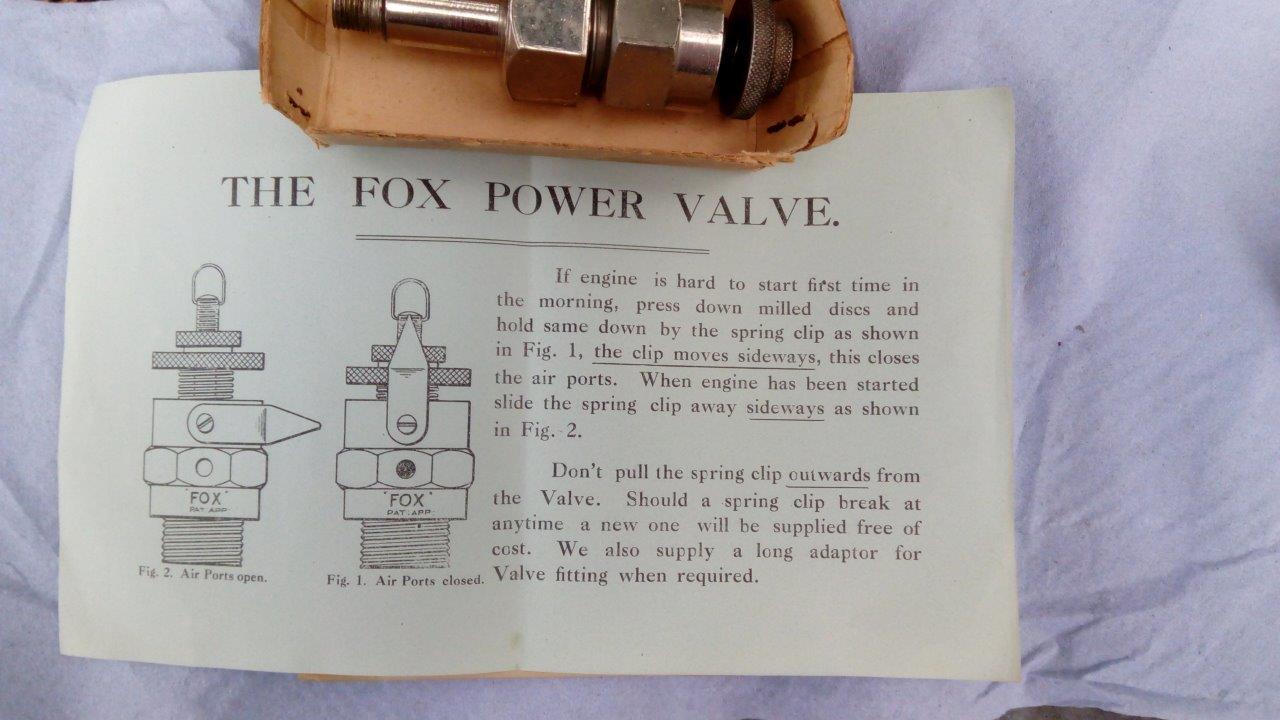 THE FOX POWER VALVE.
If engine is hard to start first time in
the morning, press down milled discs and
hold same down by the spring clip as shown
in Fig. 1, the clip moves sideways, this closes
the air ports. When engine has been started
slide the spring clip away sideways as shown
in Fig. 2.
Don't pull the spring clip outwards from
the Valve. Should a spring clip break at
anytime a new one will be supplied free of
cost. We also supply a long adaptor for
Valve fitting when required.
"FOX"
PAT. APP.
Fig. 2. Air Ports open.
"FOX"
PAT. APP.
Fig. 1. Air Ports closed.